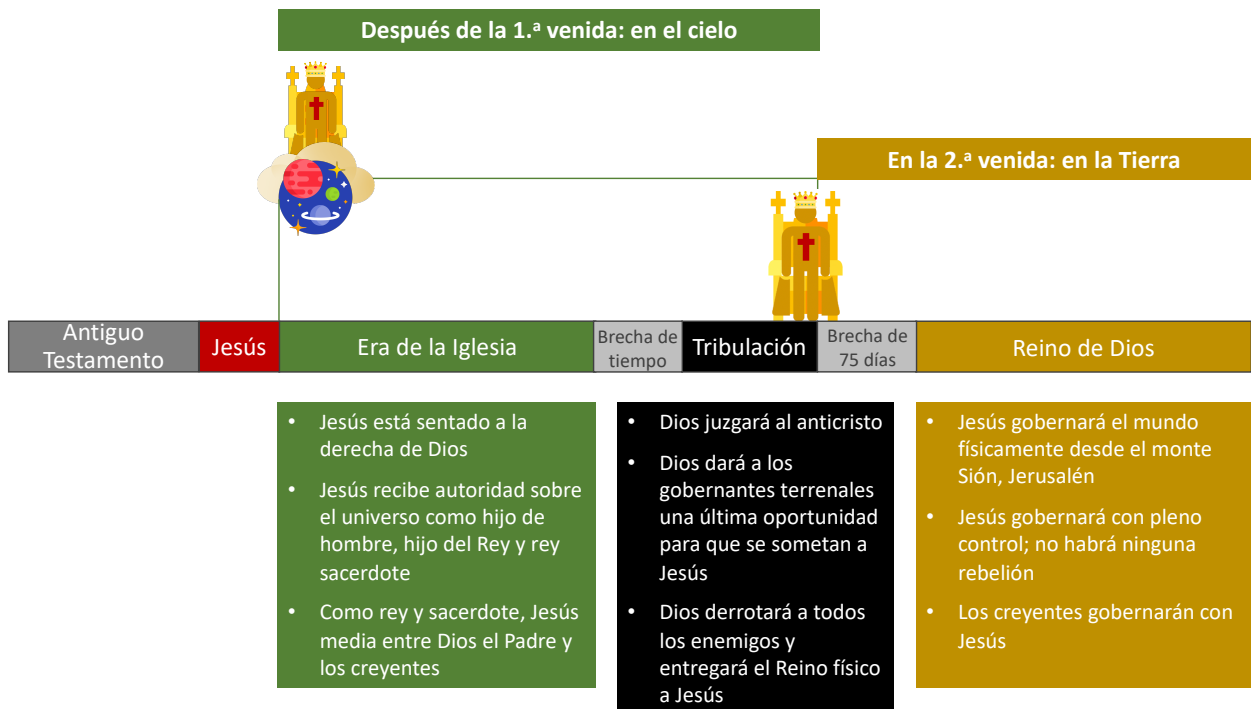 Después de la 1.ª venida: en el cielo
En la 2.ª venida: en la Tierra
Antiguo
Testamento
Jesús
Era de la Iglesia
Brecha de
tiempo
Tribulación
Brecha de
75 días
Reino de Dios
• Jesús está sentado a la
derecha de Dios
• Jesús recibe autoridad sobre
el universo como hijo de
hombre, hijo del Rey y rey
sacerdote
• Como rey y sacerdote, Jesús
media entre Dios el Padre y
los creyentes
• Dios juzgará al anticristo
• Dios dará a los
gobernantes terrenales
una última oportunidad
para que se sometan a
Jesús
• Dios derrotará a todos
los enemigos y
entregará el Reino físico
a Jesús
• Jesús gobernará el mundo
físicamente desde el monte
Sión, Jerusalén
• Jesús gobernará con pleno
control; no habrá ninguna
rebelión
• Los creyentes gobernarán con
Jesús